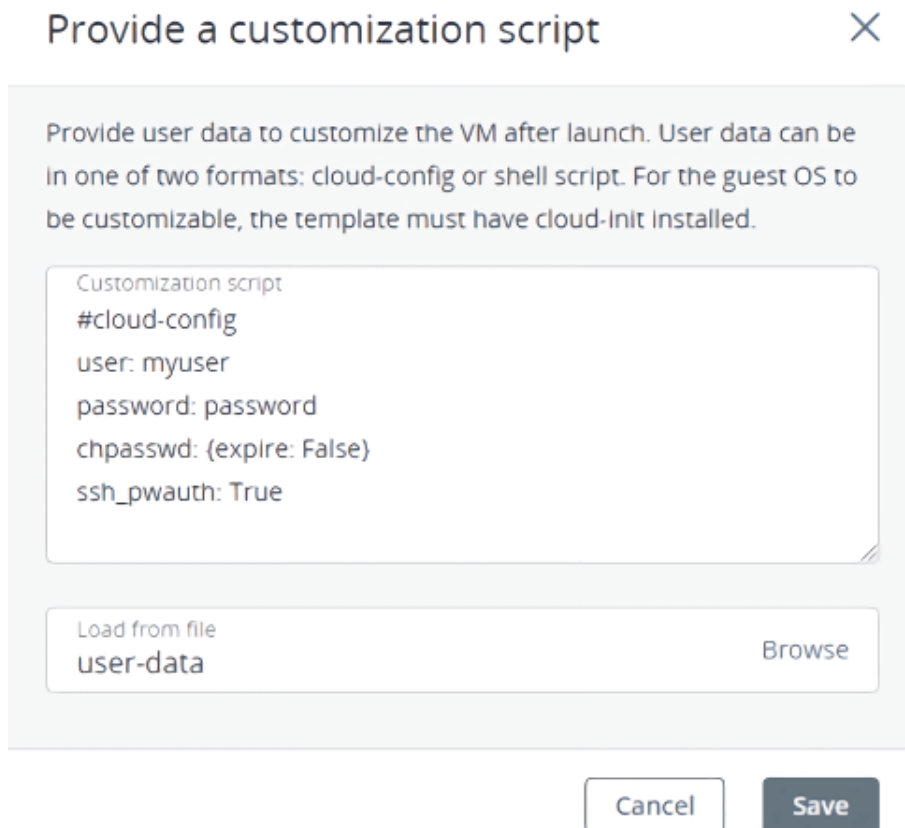 Provide a customization script
Provide user data to customize the VM after launch. User data can be
in one of two formats: cloud-config or shell script. For the guest OS to
be customizable, the template must have cloud-init installed.
Customization script
#cloud-config
user: myuser
password: password
chpasswd: {expire: False}
ssh_pwauth: True
Load from file
user-data
Browse
Cancel
Save